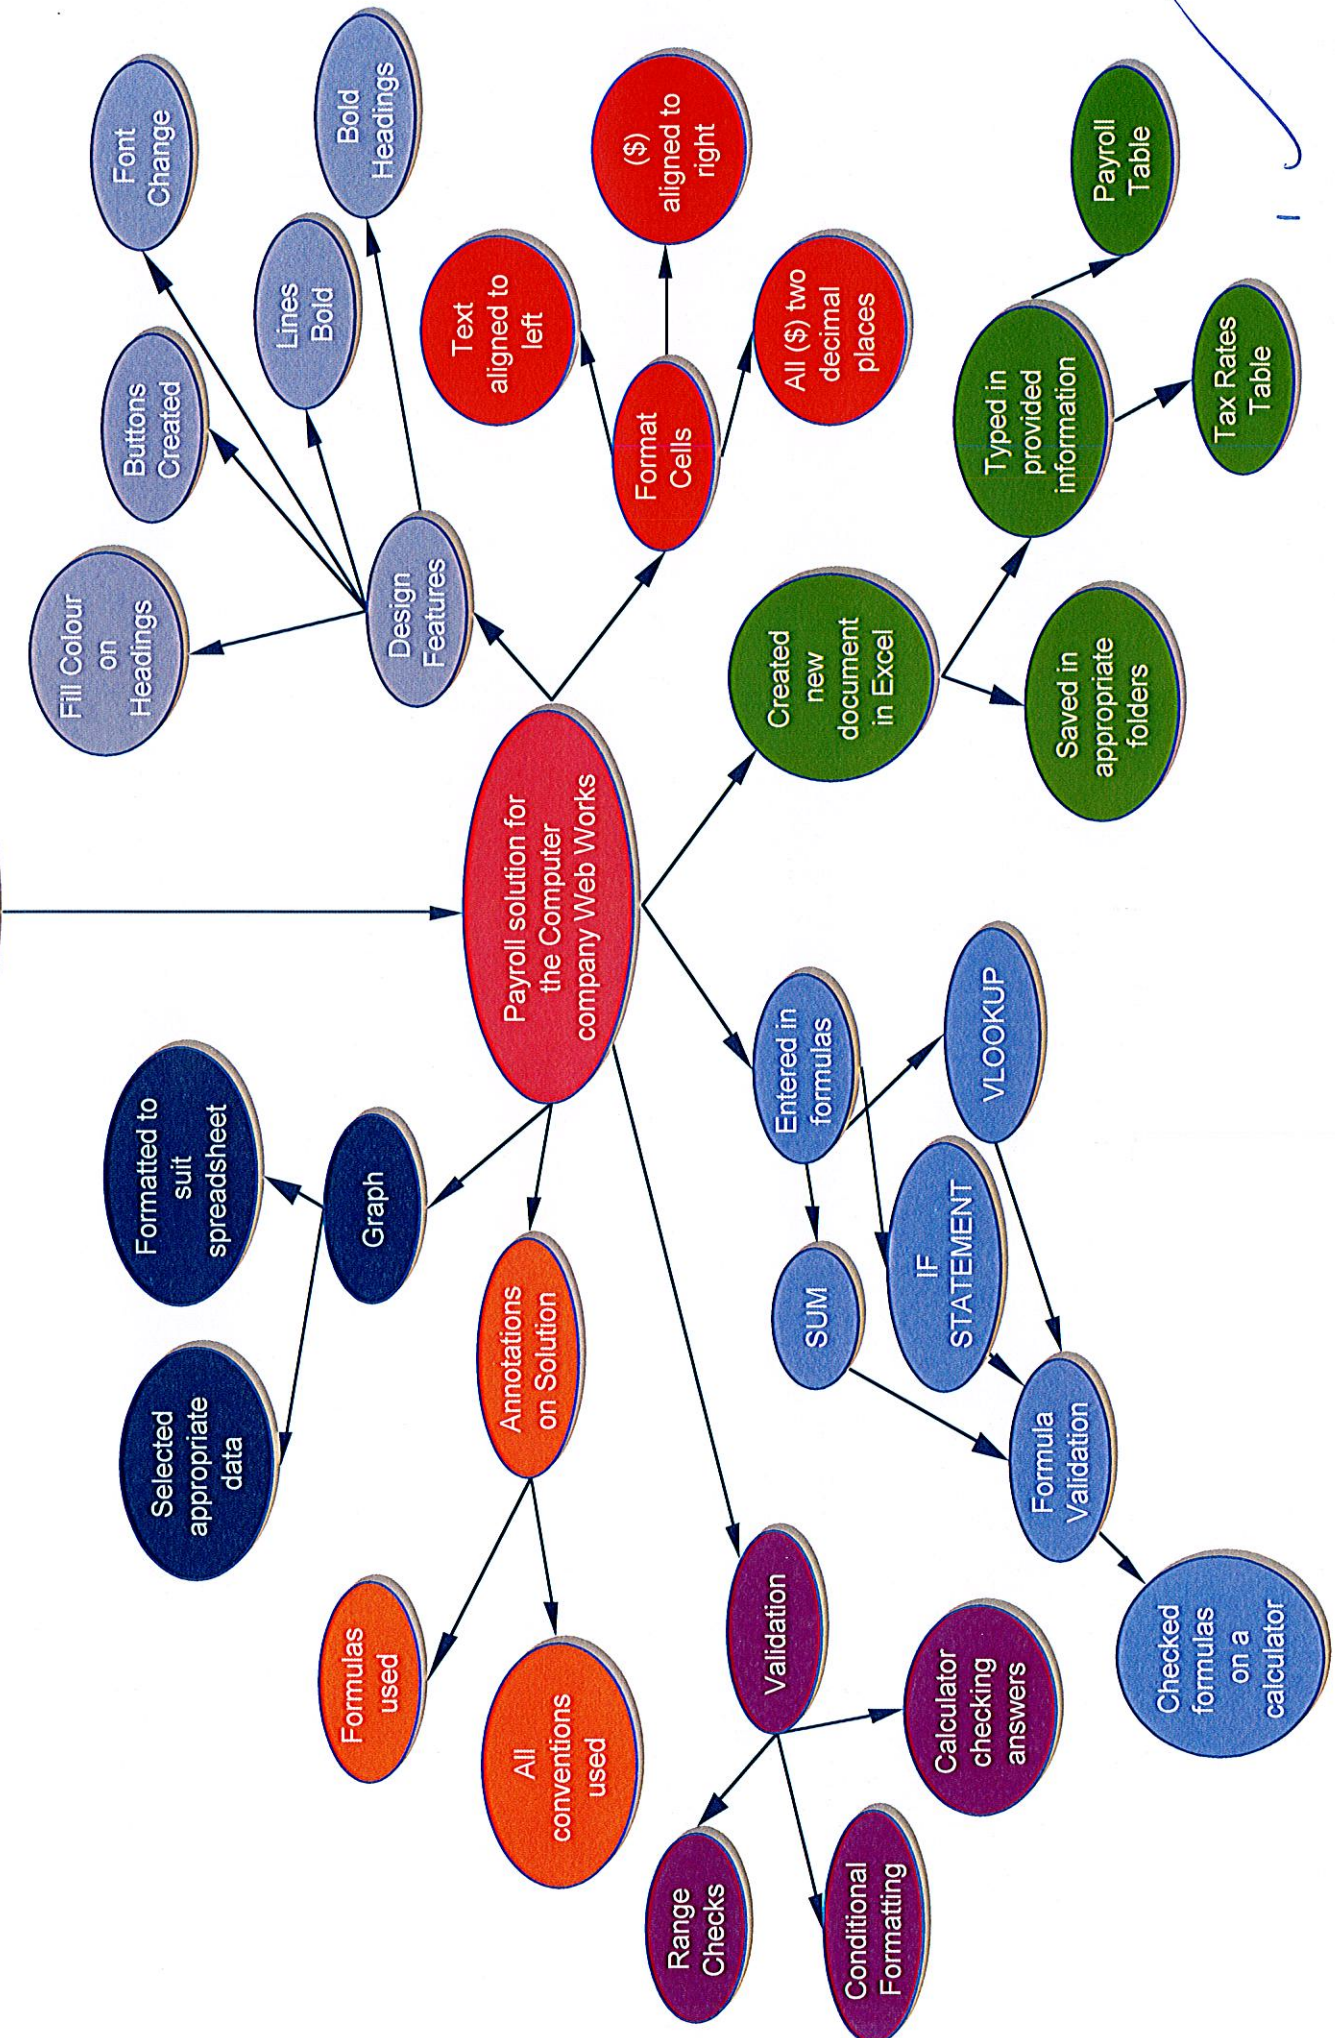 Payroll solution for
the Computer
company Web Works
Graph
Selected
appropriate
data
Formatted to
suit
spreadsheet
Annotations
on Solution
Formulas
used
All
conventions
used
Validation
Range
Checks
Conditional
Formatting
Calculator
checking
answers
Entered in
formulas
SUM
IF
STATEMENT
VLOOKUP
Formula
Validation
Checked
formulas
on a
calculator
Design
Features
Fill Colour
on
Headings
Buttons
Created
Font
Change
Lines
Bold
Bold
Headings
Format
Cells
Text
aligned to
left
($)
aligned to
right
All ($) two
decimal
places
Created
new
document
in Excel
Saved in
appropriate
folders
Typed in
provided
information
Payroll
Table
Tax Rates
Table